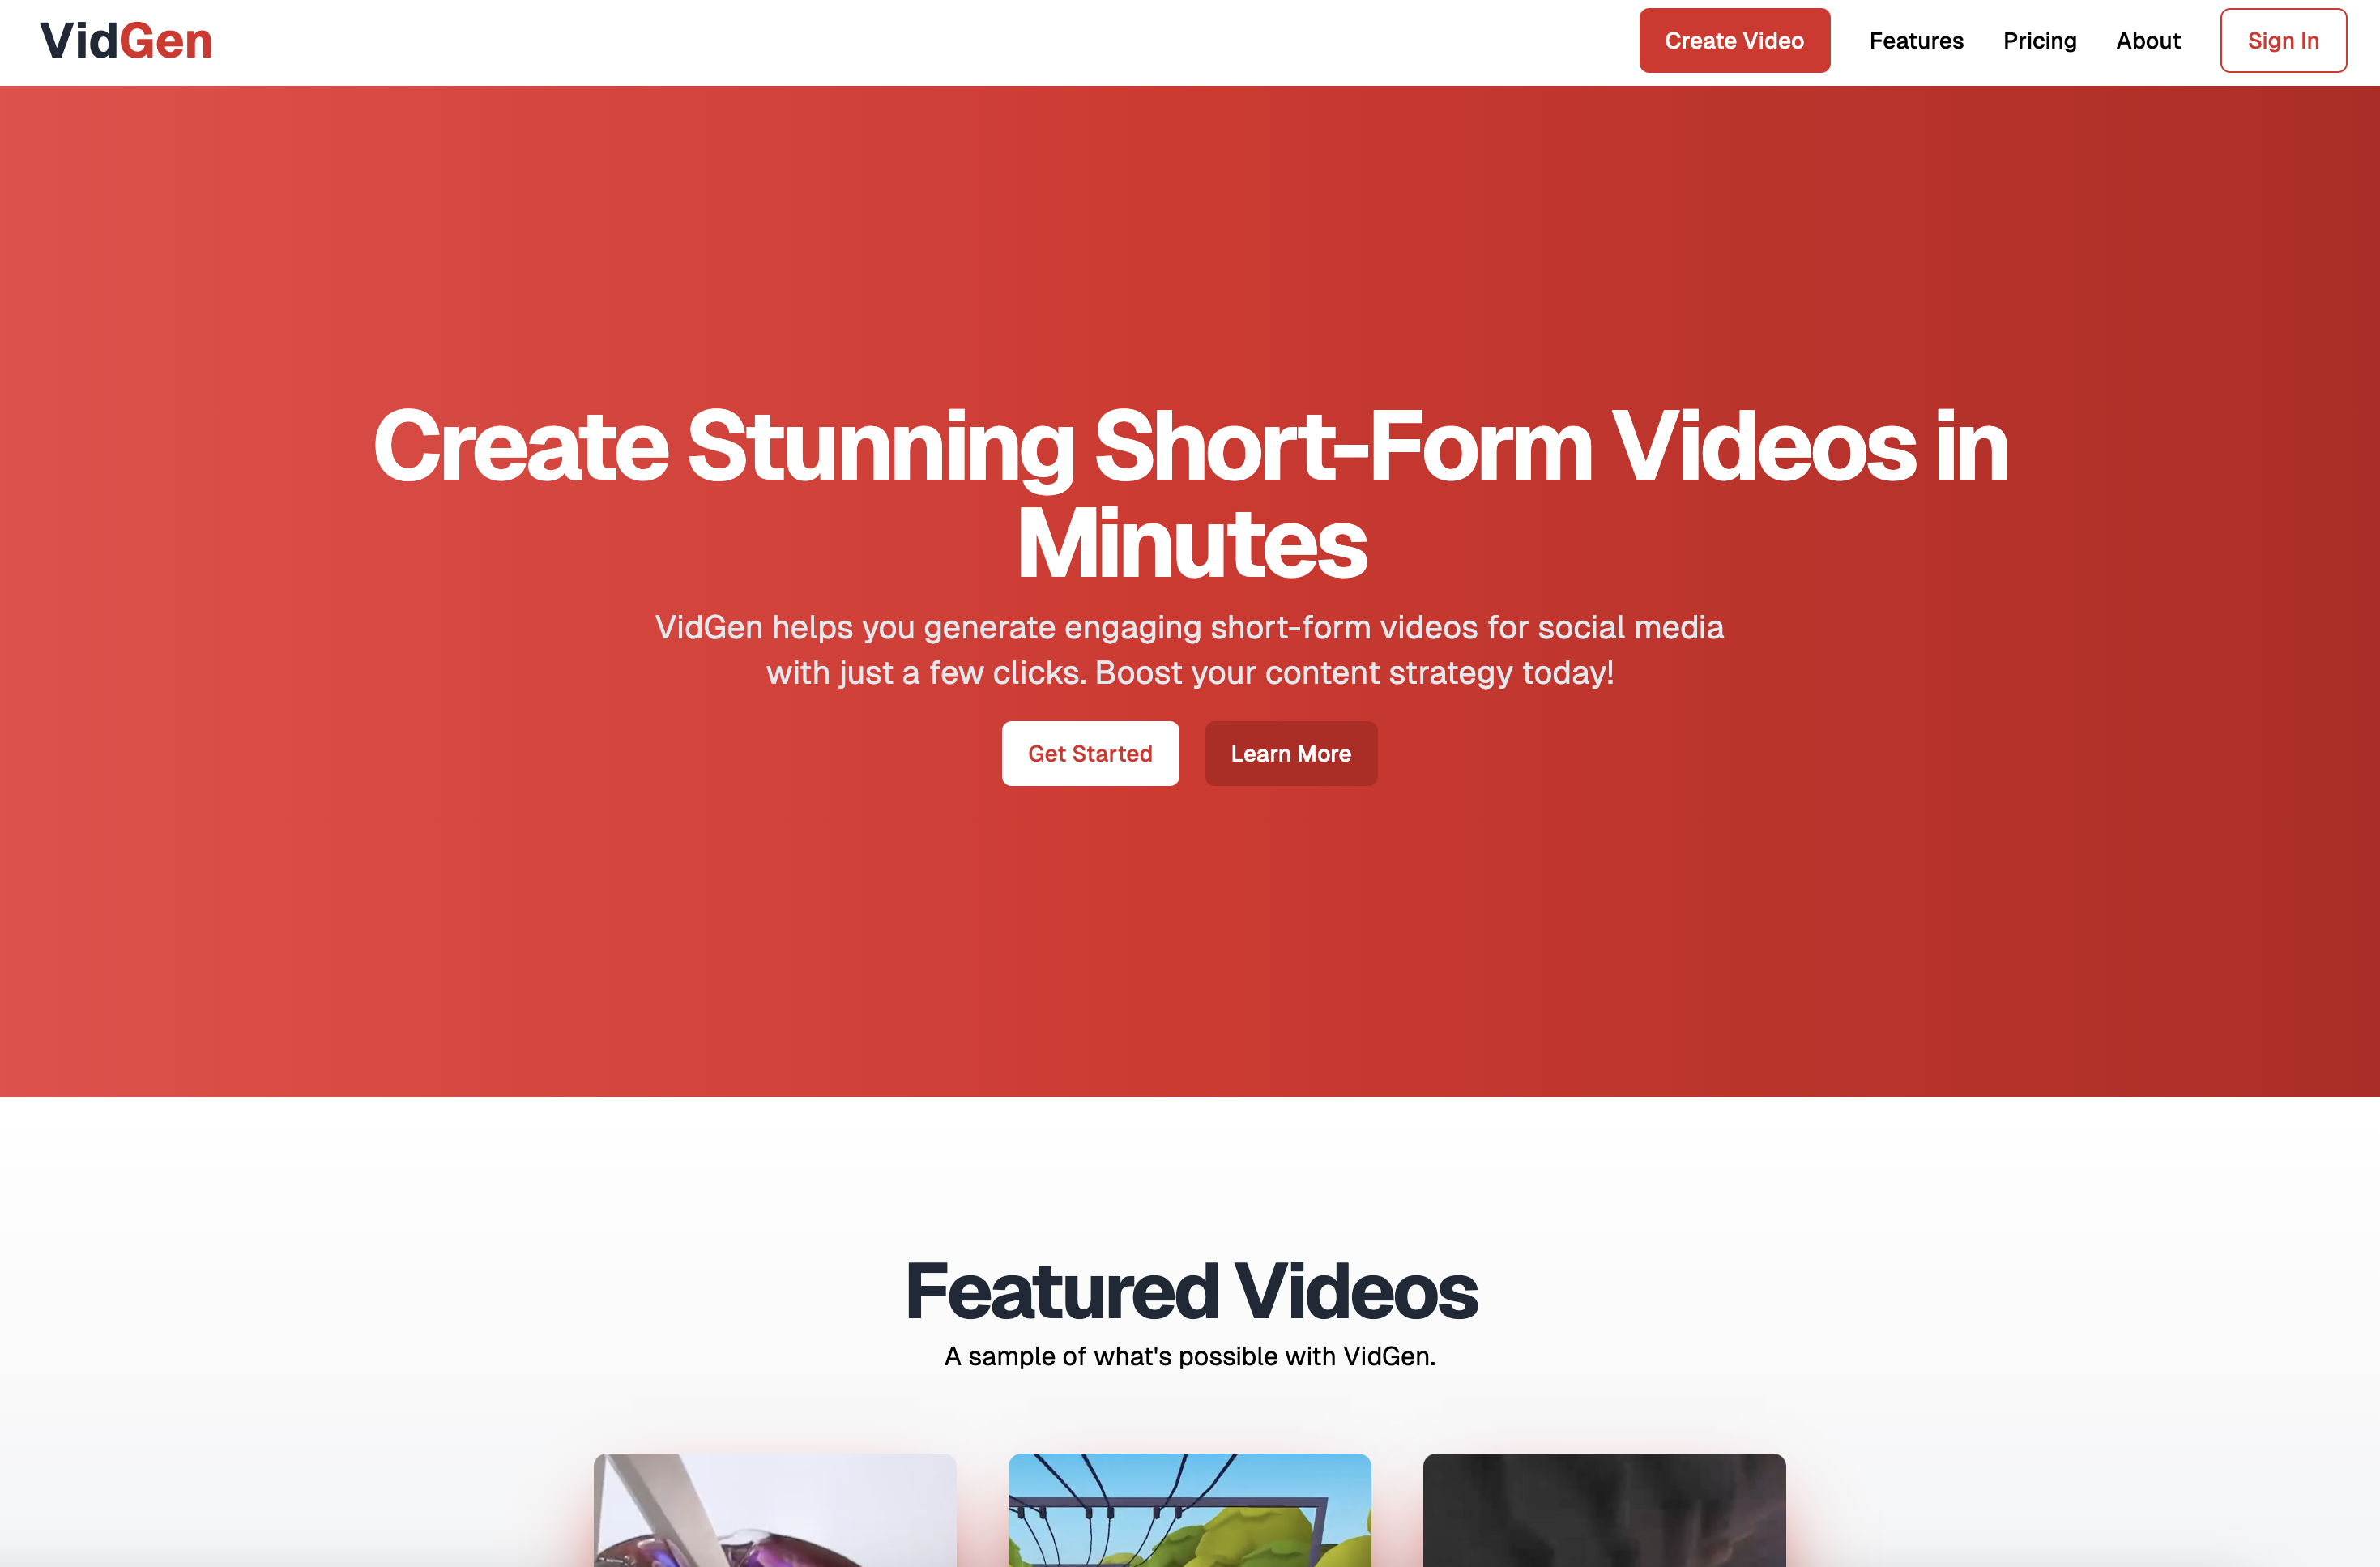 VidGen
Create Video
Features
Pricing
About
Sign In
Create Stunning Short-Form Videos in
Minutes
VidGen helps you generate engaging short-form videos for social media
with just a few clicks. Boost your content strategy today!
Get Started
Learn More
Featured Videos
A sample of what's possible with VidGen.